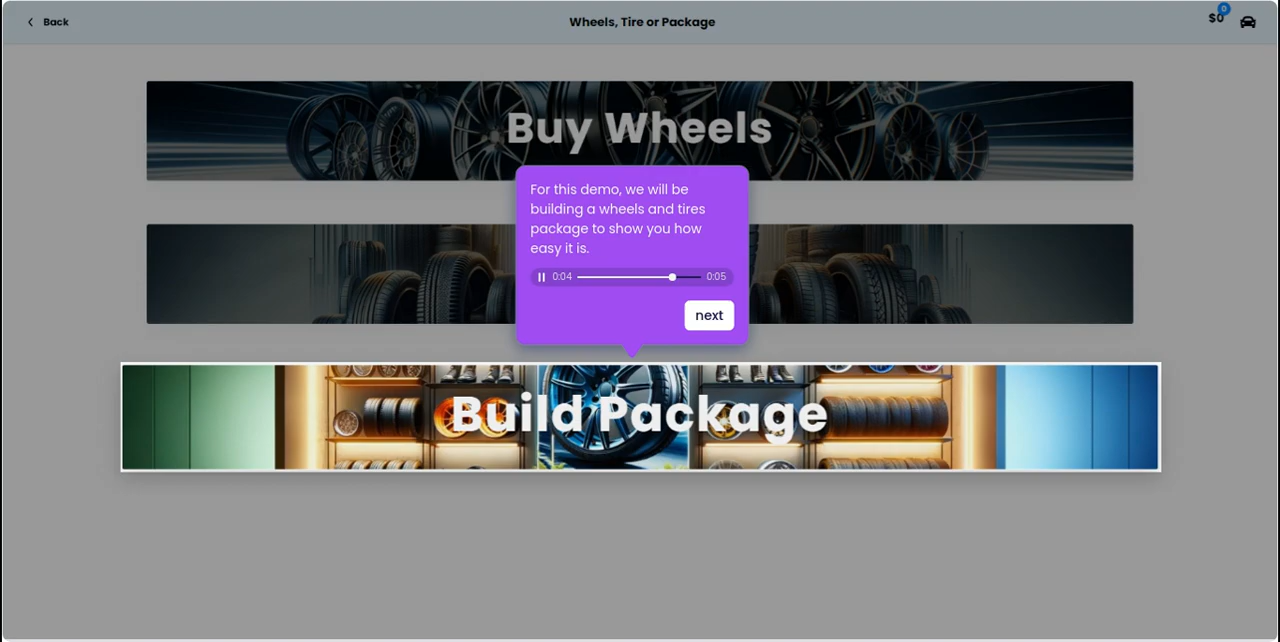 Back
Wheels, Tire or Package
0
$0
Buy Wheels
For this demo, we will be
building a wheels and tires
package to show you how
easy it is.
0:04
0:05
next
Build Package